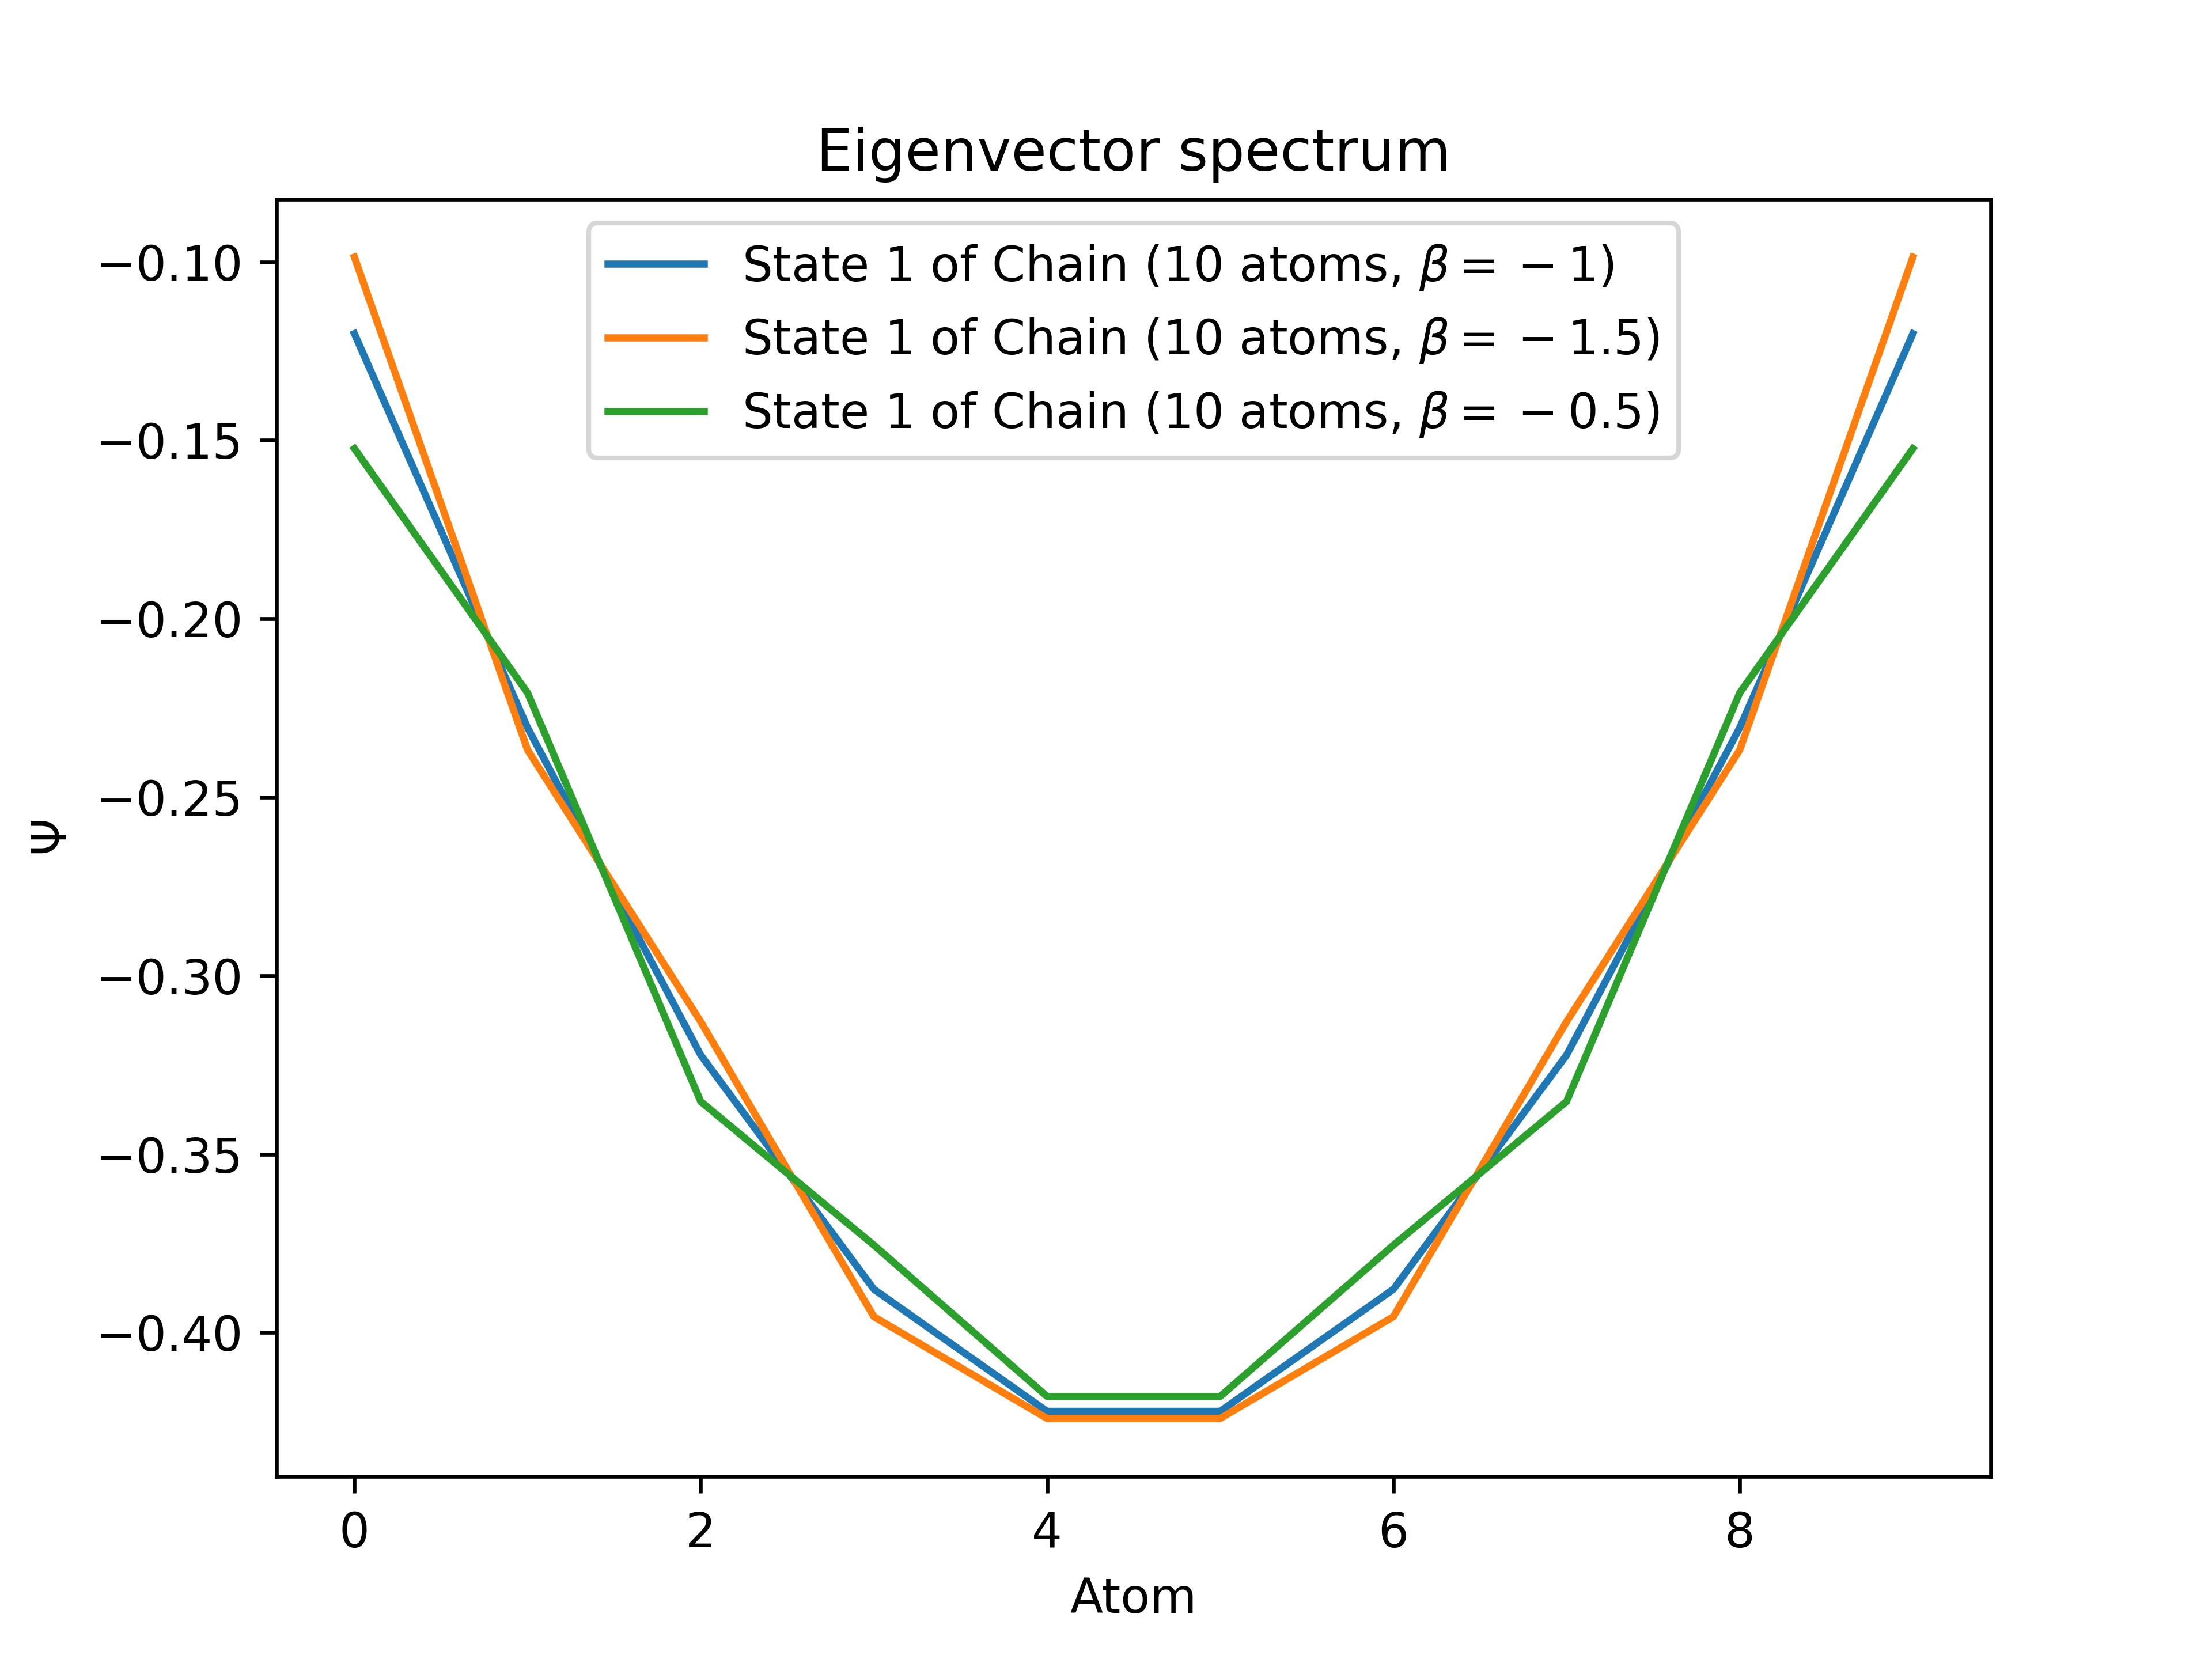 Eigenvector spectrum
State 1 of Chain (10 atoms, β = − 1)
State 1 of Chain (10 atoms, β = − 1.5)
State 1 of Chain (10 atoms, β = − 0.5)
−0.10
−0.15
−0.20
−0.25
−0.30
−0.35
−0.40
Ψ
0 2 4 6 8
Atom